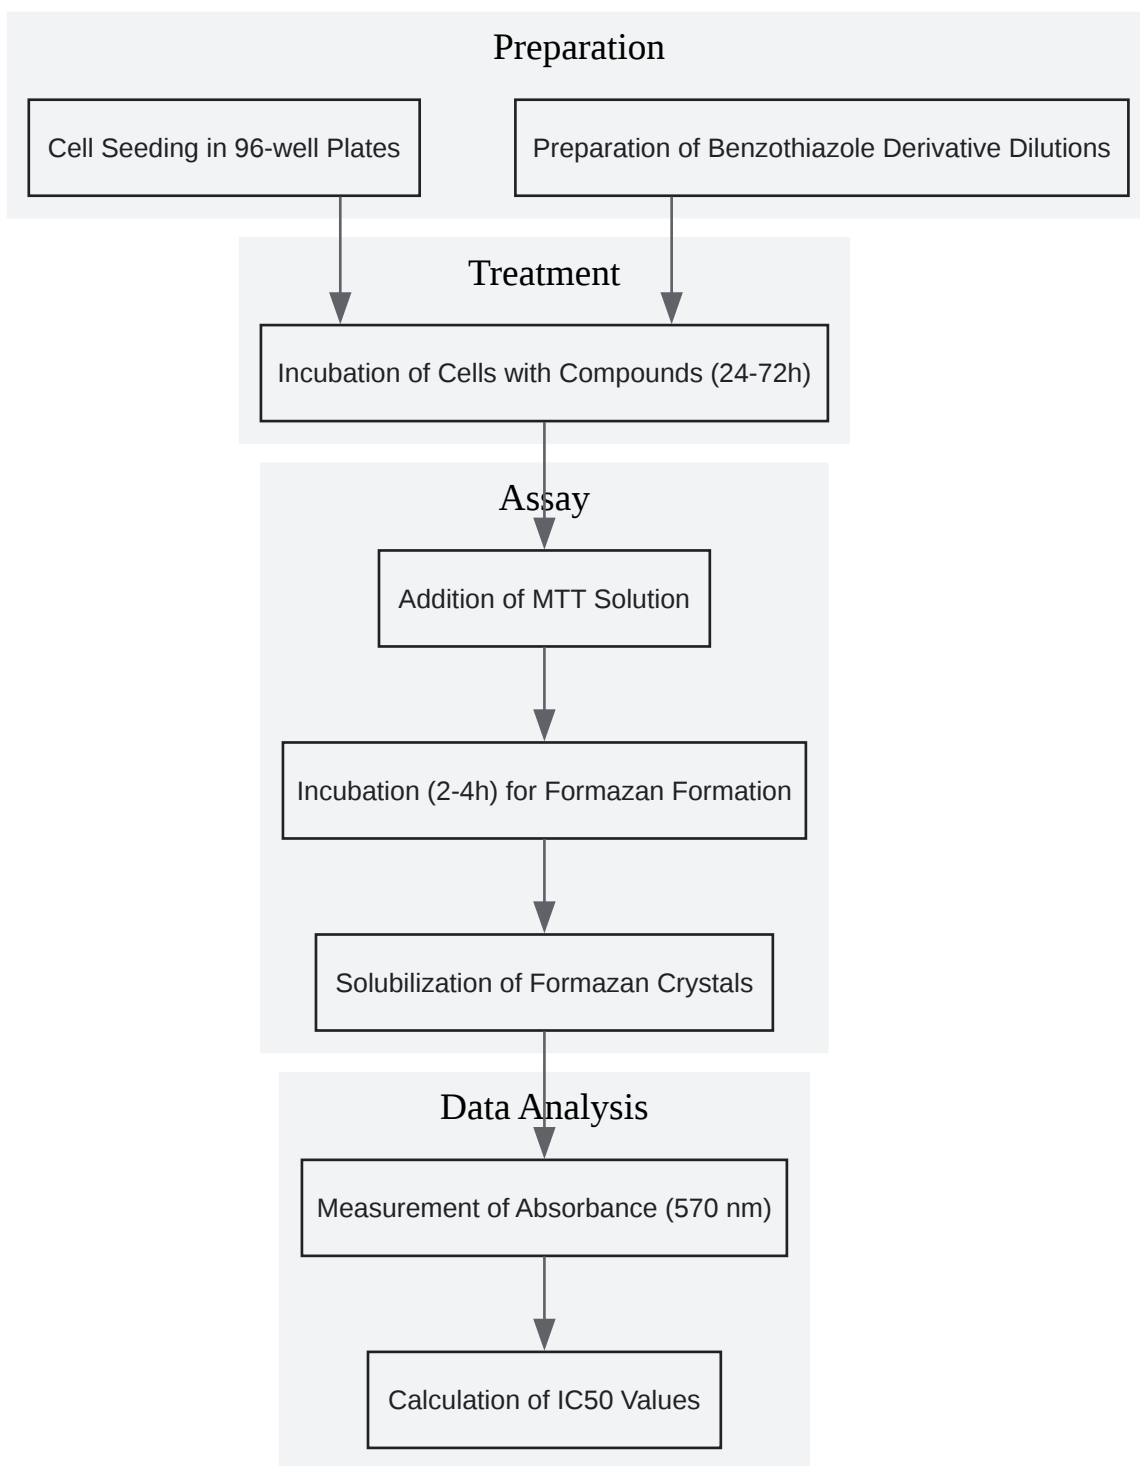 Preparation
Cell Seeding in 96-well Plates
Preparation of Benzothiazole Derivative Dilutions
Treatment
Incubation of Cells with Compounds (24-72h)
Assay
Addition of MTT Solution
Incubation (2-4h) for Formazan Formation
Solubilization of Formazan Crystals
Data Analysis
Measurement of Absorbance (570 nm)
Calculation of IC50 Values